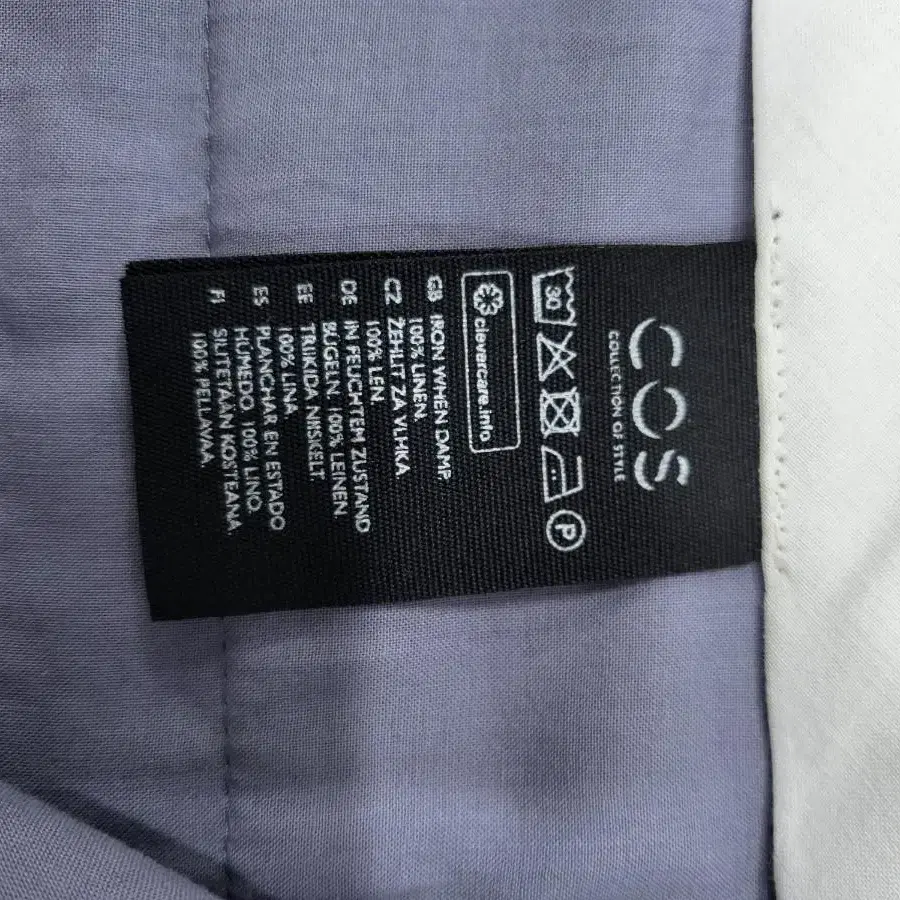 COS
COLLECTION OF STYLE
30
P
clevercare.info
GB IRON WHEN DAMP.
100% LINEN.
CZ ŽEHLIT ZA VLHKA.
100% LEN.
DE IN FEUCHTEM ZUSTAND
BÜGELN. 100% LEINEN.
EE TRIIKIDA NIISKELT.
100% LINA.
ES PLANCHAR EN ESTADO
HUMEDO. 100% LINO.
FI SILITETÄÄN KOSTEANA.
100% PELLAVAA.